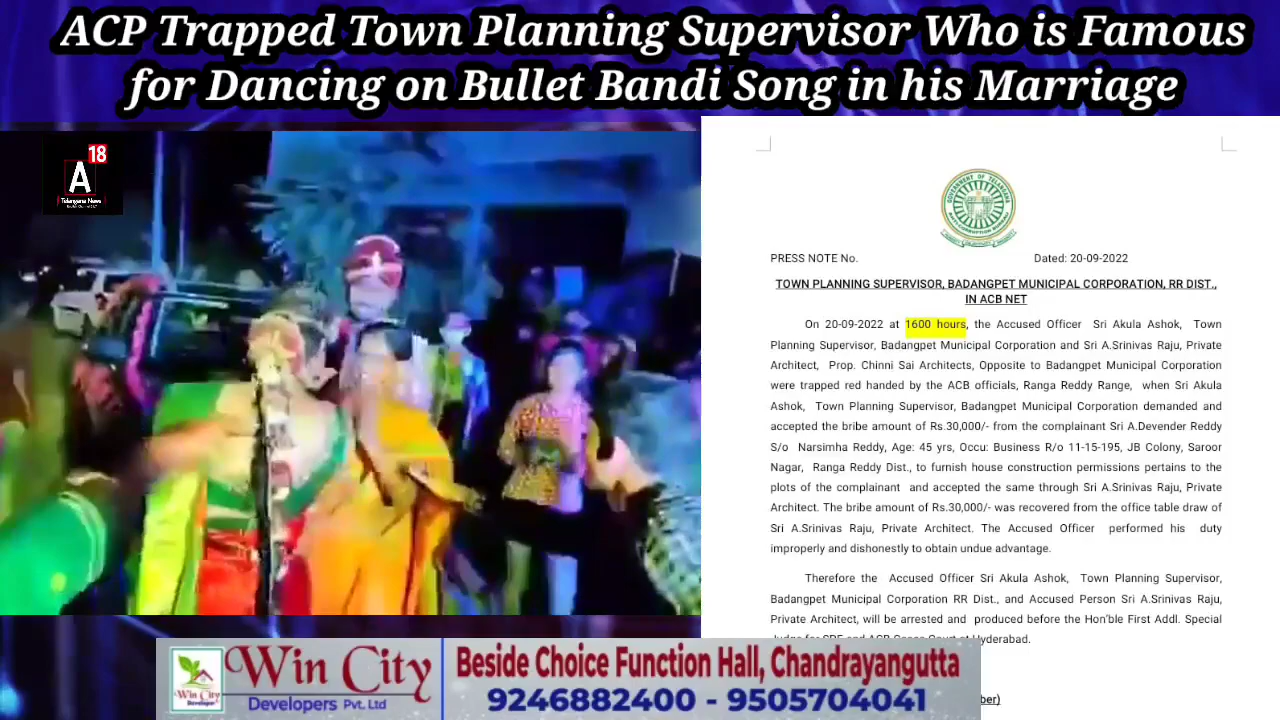 ACP Trapped Town Planning Supervisor Who is Famous
for Dancing on Bullet Bandi Song in his Marriage
18
A
Telangana News
PRESS NOTE No. Dated: 20-09-2022
TOWN PLANNING SUPERVISOR, BADANGPET MUNICIPAL CORPORATION, RR DIST.,
IN ACB NET
On 20-09-2022 at 1600 hours, the Accused Officer Sri Akula Ashok, Town
Planning Supervisor, Badangpet Municipal Corporation and Sri A.Srinivas Raju, Private
Architect, Prop. Chinni Sai Architects, Opposite to Badangpet Municipal Corporation
were trapped red handed by the ACB officials, Ranga Reddy Range, when Sri Akula
Ashok, Town Planning Supervisor, Badangpet Municipal Corporation demanded and
accepted the bribe amount of Rs.30,000/- from the complainant Sri A.Devender Reddy
S/o Narsimha Reddy, Age: 45 yrs, Occu: Business R/o 11-15-195, JB Colony, Saroor
Nagar, Ranga Reddy Dist., to furnish house construction permissions pertains to the
plots of the complainant and accepted the same through Sri A.Srinivas Raju, Private
Architect. The bribe amount of Rs.30,000/- was recovered from the office table draw of
Sri A.Srinivas Raju, Private Architect. The Accused Officer performed his duty
improperly and dishonestly to obtain undue advantage.
Therefore the Accused Officer Sri Akula Ashok, Town Planning Supervisor,
Badangpet Municipal Corporation RR Dist., and Accused Person Sri A.Srinivas Raju,
Private Architect, will be arrested and produced before the Hon'ble First Addl. Special
Hyderabad.
Win City
Developers Pvt. Ltd
Win City
Developer
Beside Choice Function Hall, Chandrayangutta
9246882400 - 9505704041